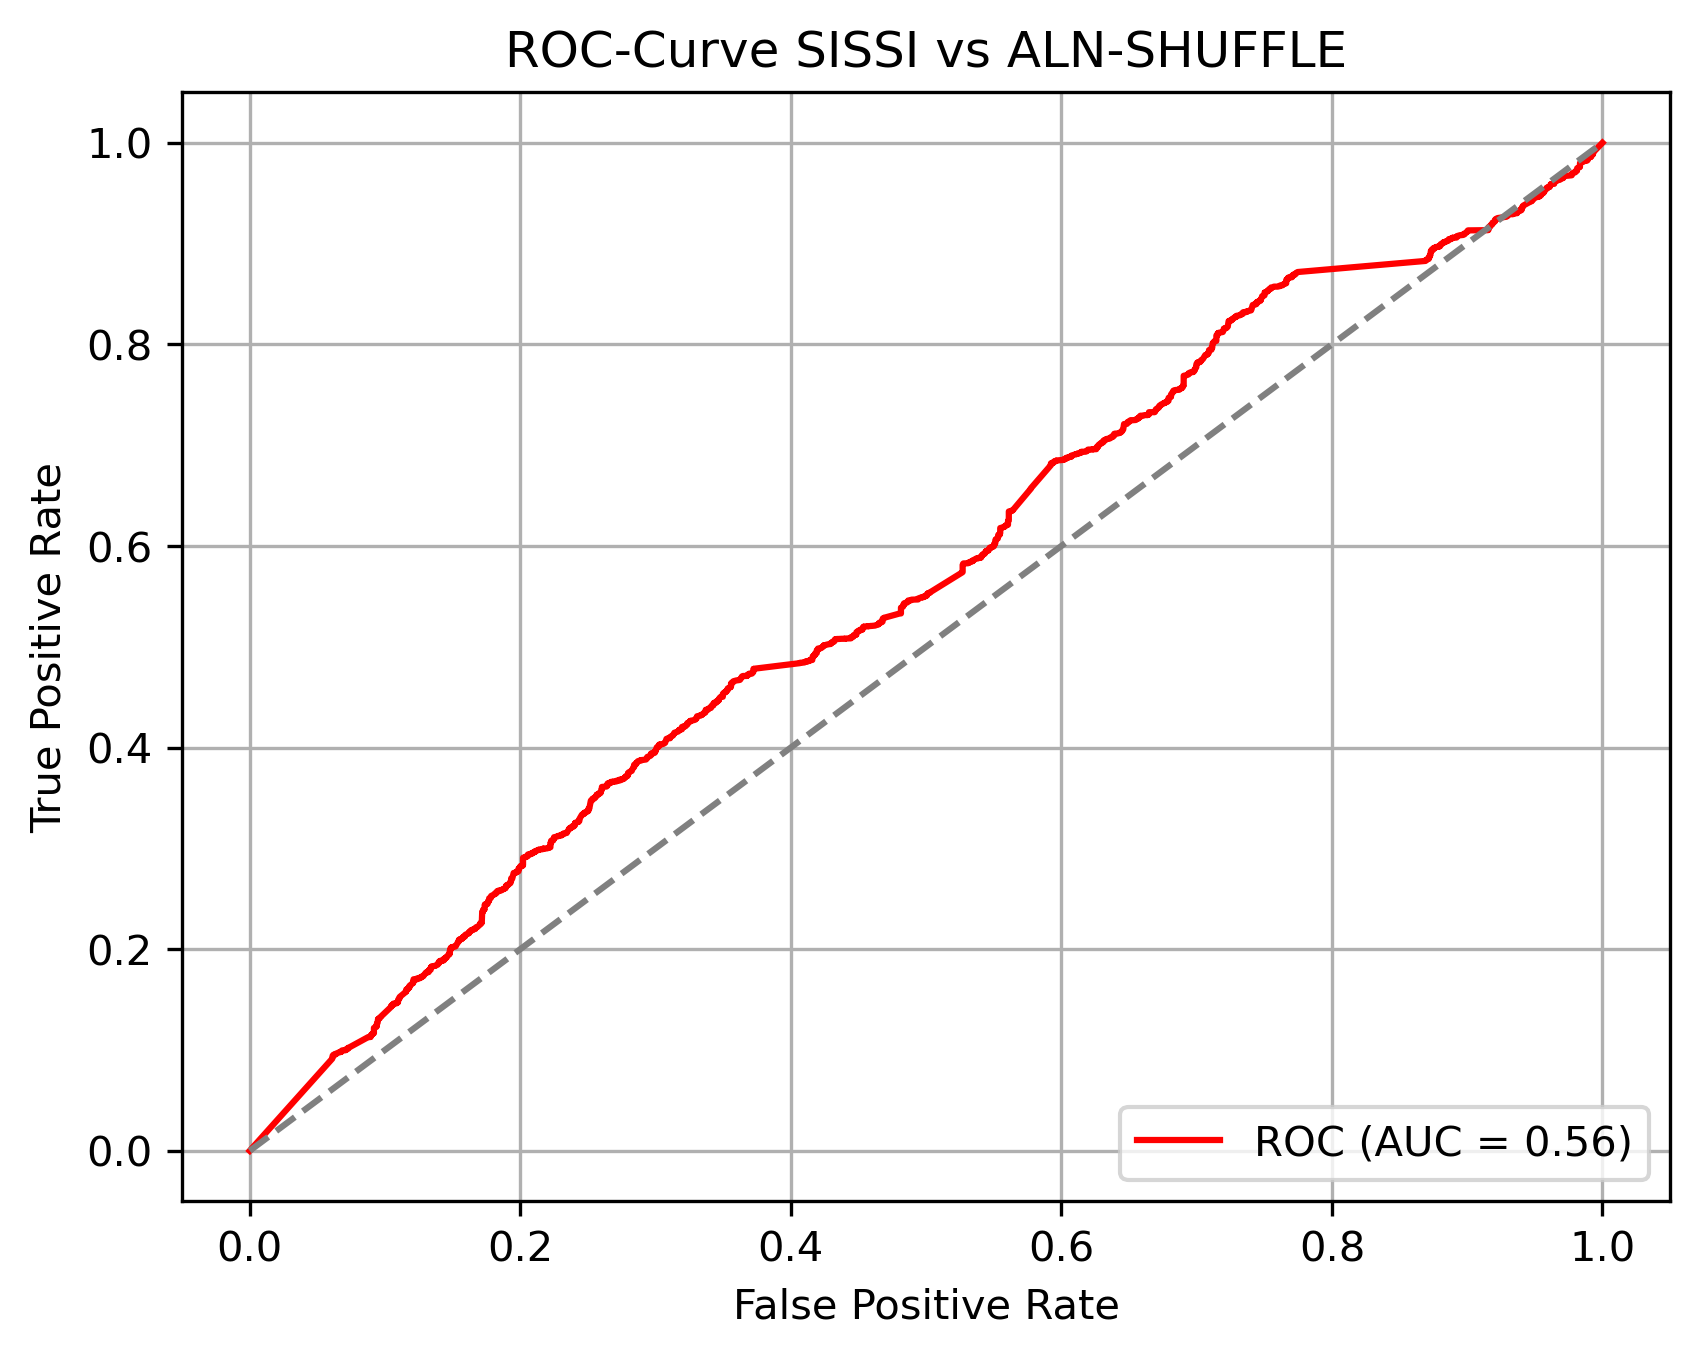 ROC-Curve SISSI vs ALN-SHUFFLE
1.0
0.8
0.6
0.4
0.2
0.0
True Positive Rate
ROC (AUC = 0.56)
0.0 0.2 0.4 0.6 0.8 1.0
False Positive Rate